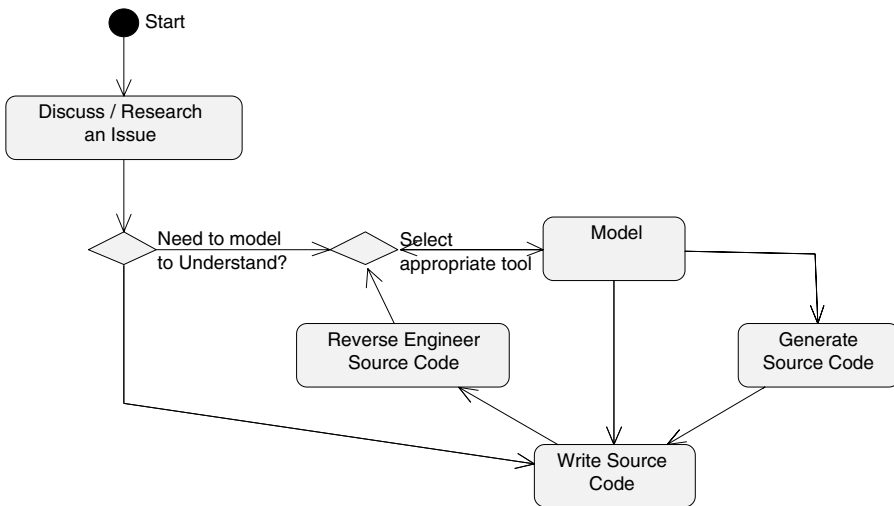 Start
Discuss / Research
an Issue
Need to model
to Understand?
Select
appropriate tool
Model
Reverse Engineer
Source Code
Generate
Source Code
Write Source
Code